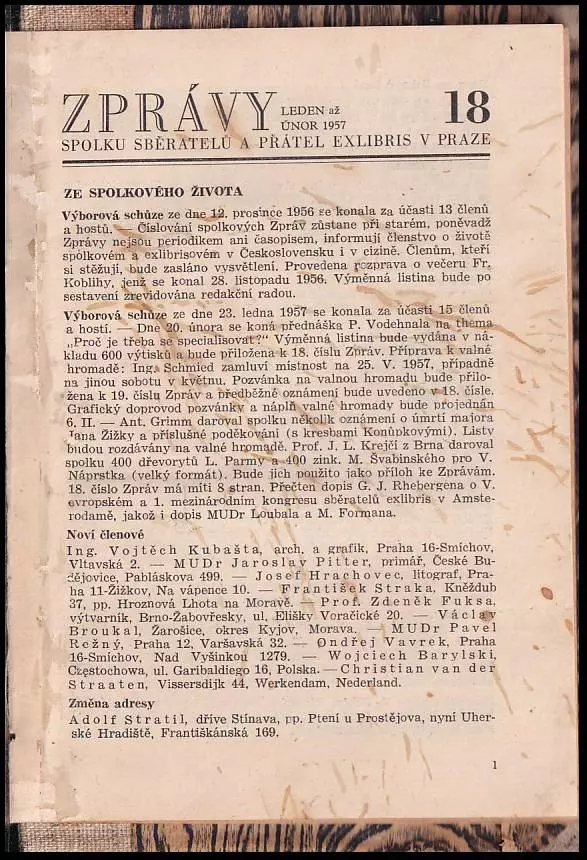 ZPRÁVY LEDEN až ÚNOR 1957 18
SPOLKU SBĚRATELŮ A PŘÁTEL EXLIBRIS V PRAZE
ZE SPOLKOVÉHO ŽIVOTA
Výborová schůze ze dne 12. prosince 1956 se konala za účasti 13 členů
a hostů. — Číslování spolkových Zpráv zůstane při starém, poněvadž
Zprávy nejsou periodikem ani časopisem, informují členstvo o životě
spolkovém a exlibrisovém v Československu i v cizině. Členům, kteří
si stěžují, bude zasláno vysvětlení. Provedena rozprava o večeru Fr.
Koblihy, jenž se konal 28. listopadu 1956. Výměnná listina bude po
sestavení zrevidována redakční radou.
Výborová schůze ze dne 23. ledna 1957 se konala za účasti 15 členů
a hostí. — Dne 20. února se koná přednáška P. Vodehnala na thema
„Proč je třeba se specialisovat?" Výměnná listina bude vydána v ná-
kladu 600 výtisků a bude přiložena k 18. číslu Zpráv. Příprava k valné
hromadě: Ing. Schmied zamluví místnost na 25. V. 1957, případně
na jinou sobotu v květnu. Pozvánka na valnou hromadu bude přilo-
žena k 19. číslu Zpráv a předběžné oznámení bude uvedeno v 18. čísle.
Grafický doprovod pozvánky a náplň valné hromady bude projednán
6. II. — Ant. Grimm daroval spolku několik oznámení o úmrtí majora
Jana Žižky a příslušné poděkování (s kresbami Konůpkovými). Listy
budou rozdávány na valné hromadě. Prof. J. L. Krejčí z Brna daroval
spolku 400 dřevorytů L. Parmy a 400 zink. M. Švabinského pro V.
Náprstka (velký formát). Bude jich použito jako příloh ke Zprávám.
18. číslo Zpráv má míti 8 stran. Přečten dopis G. J. Rhebergena o V.
evropském a 1. mezinárodním kongresu sběratelů exlibris v Amste-
rodamě, jakož i dopis MUDr Loubala a M. Formana.
Noví členové
Ing. Vojtěch Kubašta, arch. a grafik, Praha 16-Smíchov,
Vltavská 2. — MUDr Jaroslav Pitter, primář, České Bu-
dějovice, Pabláskova 499. — Josef Hrachovec, litograf, Pra-
ha 11-Žižkov, Na vápence 10. — František Straka, Kněždub
37, pp. Hroznová Lhota na Moravě. — Prof. Zdeněk Fuksa,
výtvarník, Brno-Žabovřesky, ul. Elišky Voračické 20. — Václav
Broukal, Žarošice, okres Kyjov, Morava. — MUDr Pavel
Režný, Praha 12, Varšavská 32. — Ondřej Vavrek, Praha
16-Smíchov, Nad Vyšinkou 1279. — Wojciech Barylski,
Częstochowa, ul. Garibaldiego 16, Polska. — Christian van der
Straaten, Vissersdijk 44, Werkendam, Nederland.
Změna adresy
Adolf Stratil, dříve Stínava, pp. Ptení u Prostějova, nyní Uher-
ské Hradiště, Františkánská 169.
1